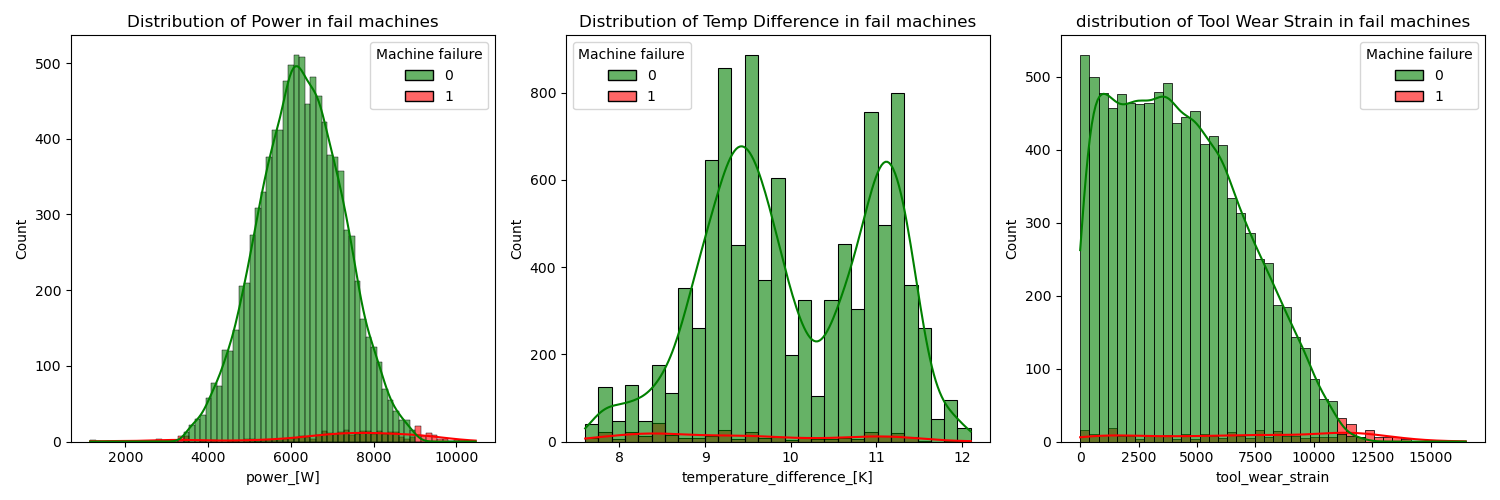 Distribution of Power in fail machines
Machine failure
0
1
500
400
300
200
100
0
Count
2000 4000 6000 8000 10000
power_[W]
Distribution of Temp Difference in fail machines
Machine failure
0
1
800
600
400
200
0
Count
8 9 10 11 12
temperature_difference_[K]
distribution of Tool Wear Strain in fail machines
Machine failure
0
1
500
400
300
200
100
0
Count
0 2500 5000 7500 10000 12500 15000
tool_wear_strain